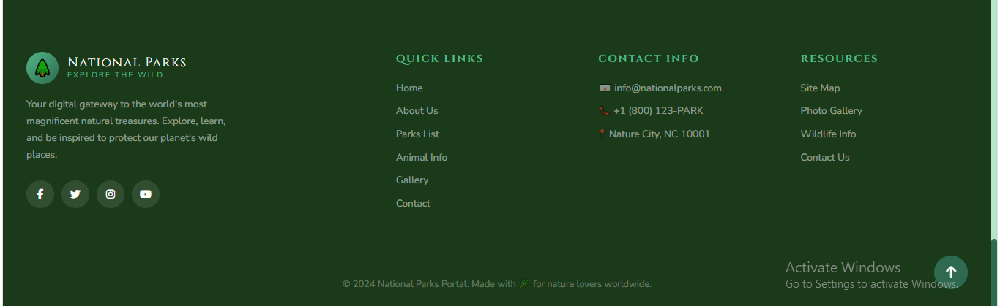 National Parks
EXPLORE THE WILD
Your digital gateway to the world's most
magnificent natural treasures. Explore, learn,
and be inspired to protect our planet's wild
places.
QUICK LINKS
Home
About Us
Parks List
Animal Info
Gallery
Contact
CONTACT INFO
info@nationalparks.com
+1 (800) 123-PARK
Nature City, NC 10001
RESOURCES
Site Map
Photo Gallery
Wildlife Info
Contact Us
© 2024 National Parks Portal. Made with 🌿 for nature lovers worldwide.
Activate Windows
Go to Settings to activate Windows.